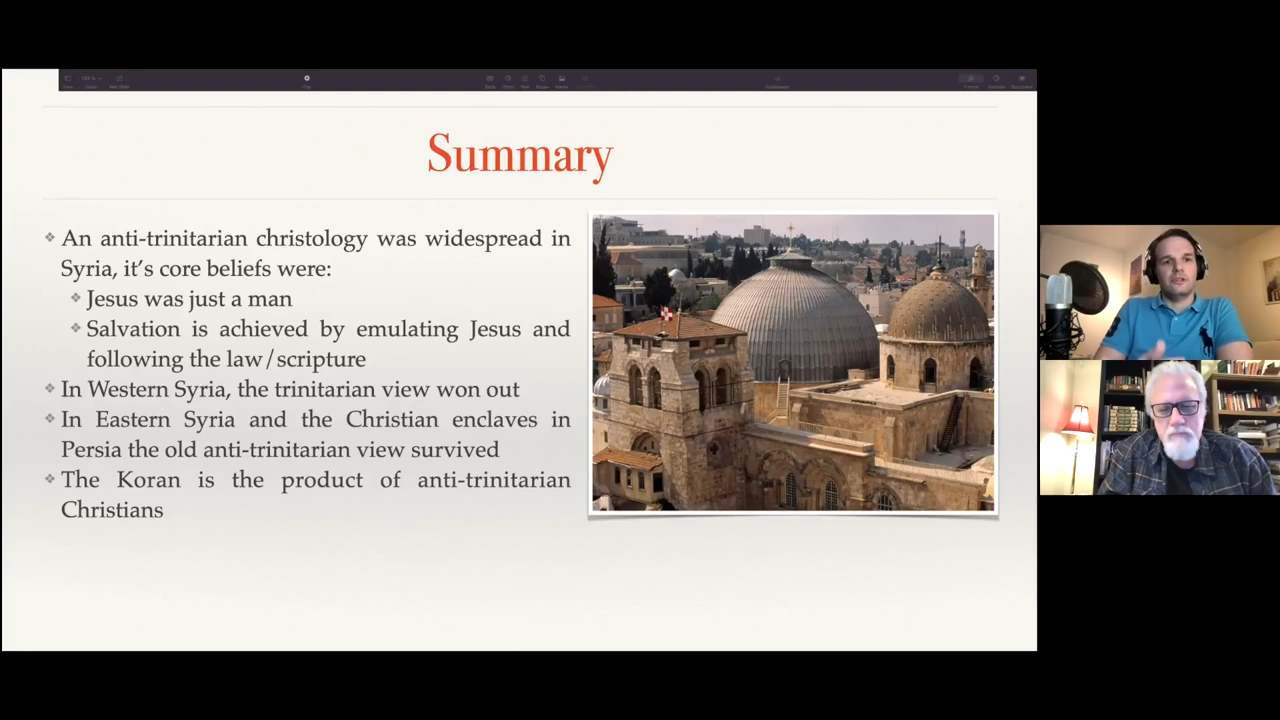 Summary
An anti-trinitarian christology was widespread in
Syria, it's core beliefs were:
Jesus was just a man
Salvation is achieved by emulating Jesus and
following the law/scripture
In Western Syria, the trinitarian view won out
In Eastern Syria and the Christian enclaves in
Persia the old anti-trinitarian view survived
The Koran is the product of anti-trinitarian
Christians